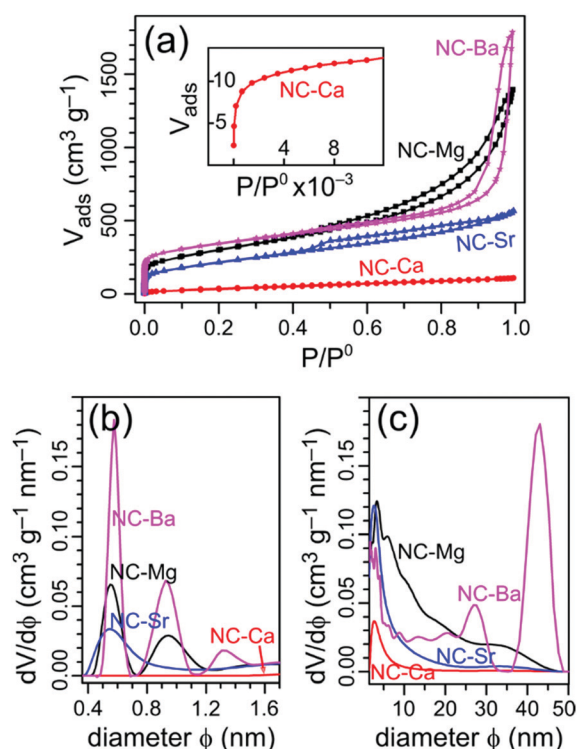 (a)
NC-Ba
NC-Mg
NC-Sr
NC-Ca
V_ads (cm³ g⁻¹)
0 500 1000 1500
0.0 0.2 0.4 0.6 0.8 1.0
P/P⁰
NC-Ca
V_ads
5 10
4 8
P/P⁰ x10⁻³
(b)
NC-Ba
NC-Mg
NC-Sr
NC-Ca
dV/dϕ (cm³ g⁻¹ nm⁻¹)
0.00 0.05 0.10 0.15
0.4 0.8 1.2 1.6
diameter ϕ (nm)
(c)
NC-Mg
NC-Ba
NC-Sr
NC-Ca
dV/dϕ (cm³ g⁻¹ nm⁻¹)
0.00 0.05 0.10 0.15
10 20 30 40 50
diameter ϕ (nm)